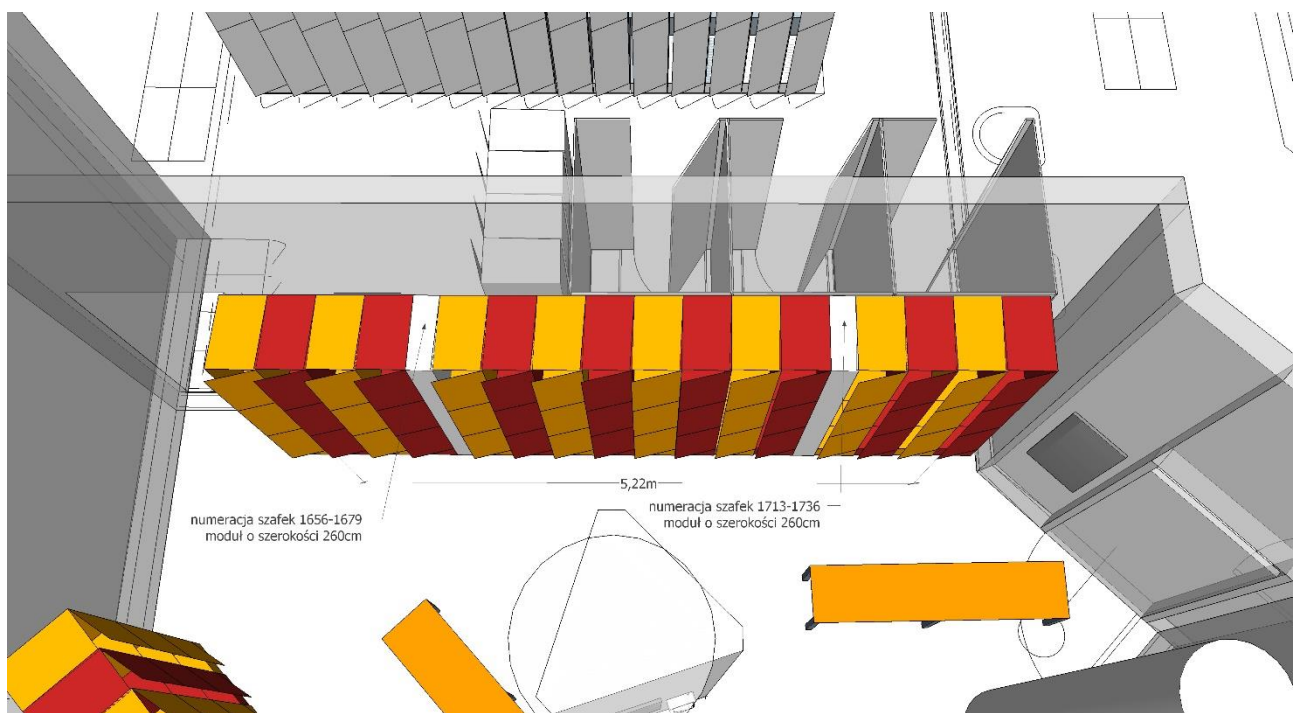 5,22m
numeracja szafek 1656-1679
moduł o szerokości 260cm
numeracja szafek 1713-1736
moduł o szerokości 260cm